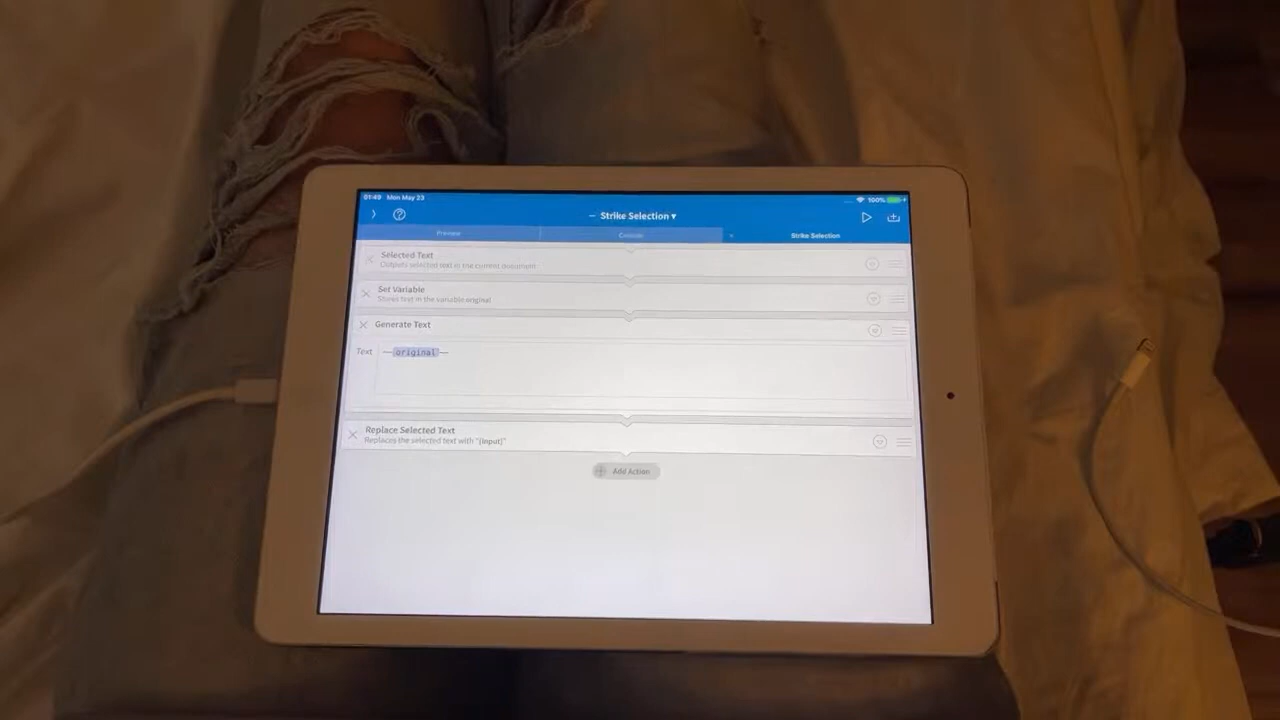 01:49 Mon May 23
100%
Strike Selection ▾
Preview
Console
Strike Selection
Selected Text
Outputs selected text in the current document
Set Variable
Stores text in the variable original
Generate Text
Text —original—
Replace Selected Text
Replaces the selected text with "[Input]"
Add Action